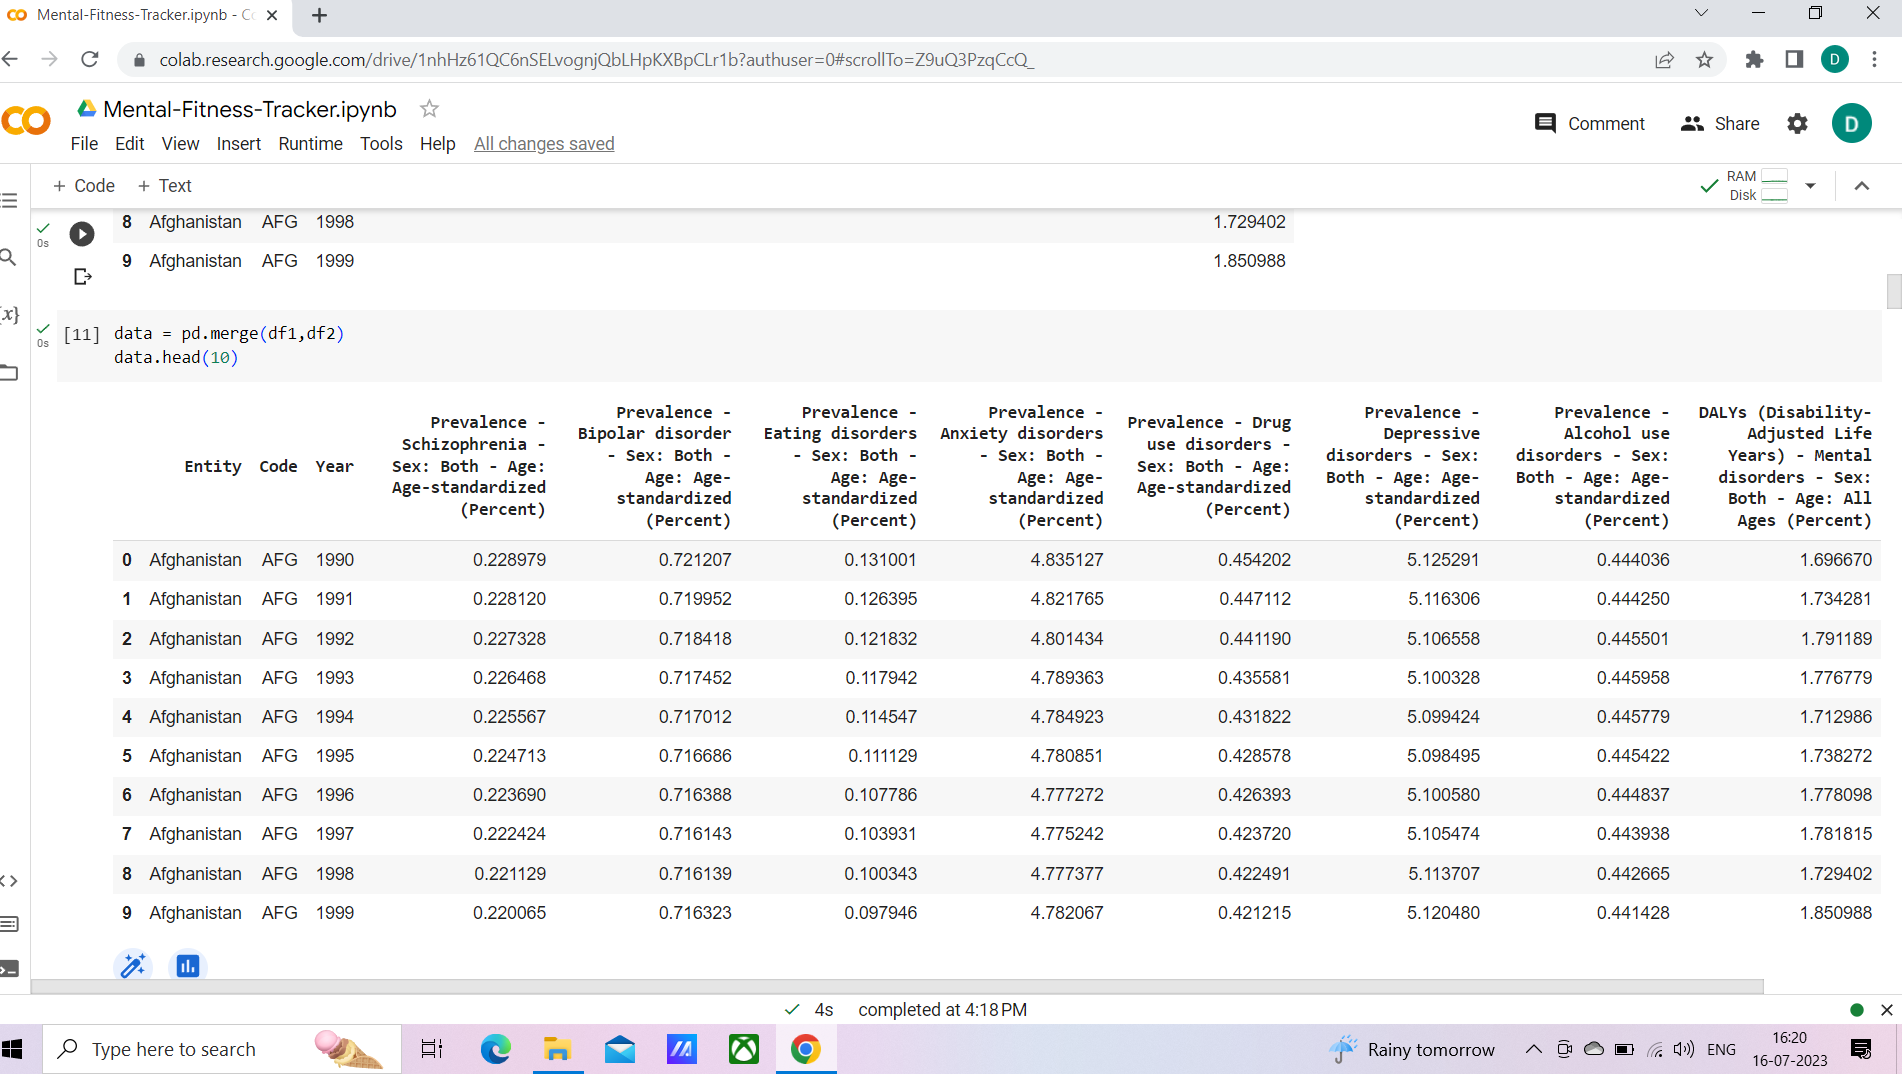 Mental-Fitness-Tracker.ipynb - Co
colab.research.google.com/drive/1nhHz61QC6nSELvognjQbLHpKXBpCLr1b?authuser=0#scrollTo=Z9uQ3PzqCcQ_
D
Mental-Fitness-Tracker.ipynb
Comment Share D
File Edit View Insert Runtime Tools Help All changes saved
+ Code + Text
RAM
Disk
0s
8 Afghanistan AFG 1998 1.729402
9 Afghanistan AFG 1999 1.850988
{x}
0s
[11] data = pd.merge(df1,df2)
data.head(10)
Entity Code Year
Prevalence -
Schizophrenia -
Sex: Both - Age:
Age-standardized
(Percent)
Prevalence -
Bipolar disorder
- Sex: Both -
Age: Age-
standardized
(Percent)
Prevalence -
Eating disorders
- Sex: Both -
Age: Age-
standardized
(Percent)
Prevalence -
Anxiety disorders
- Sex: Both -
Age: Age-
standardized
(Percent)
Prevalence - Drug
use disorders -
Sex: Both - Age:
Age-standardized
(Percent)
Prevalence -
Depressive
disorders - Sex:
Both - Age: Age-
standardized
(Percent)
Prevalence -
Alcohol use
disorders - Sex:
Both - Age: Age-
standardized
(Percent)
DALYs (Disability-
Adjusted Life
Years) - Mental
disorders - Sex:
Both - Age: All
Ages (Percent)
0 Afghanistan AFG 1990 0.228979 0.721207 0.131001 4.835127 0.454202 5.125291 0.444036 1.696670
1 Afghanistan AFG 1991 0.228120 0.719952 0.126395 4.821765 0.447112 5.116306 0.444250 1.734281
2 Afghanistan AFG 1992 0.227328 0.718418 0.121832 4.801434 0.441190 5.106558 0.445501 1.791189
3 Afghanistan AFG 1993 0.226468 0.717452 0.117942 4.789363 0.435581 5.100328 0.445958 1.776779
4 Afghanistan AFG 1994 0.225567 0.717012 0.114547 4.784923 0.431822 5.099424 0.445779 1.712986
5 Afghanistan AFG 1995 0.224713 0.716686 0.111129 4.780851 0.428578 5.098495 0.445422 1.738272
6 Afghanistan AFG 1996 0.223690 0.716388 0.107786 4.777272 0.426393 5.100580 0.444837 1.778098
7 Afghanistan AFG 1997 0.222424 0.716143 0.103931 4.775242 0.423720 5.105474 0.443938 1.781815
8 Afghanistan AFG 1998 0.221129 0.716139 0.100343 4.777377 0.422491 5.113707 0.442665 1.729402
9 Afghanistan AFG 1999 0.220065 0.716323 0.097946 4.782067 0.421215 5.120480 0.441428 1.850988
4s completed at 4:18 PM
Type here to search
Rainy tomorrow
ENG
16:20
16-07-2023